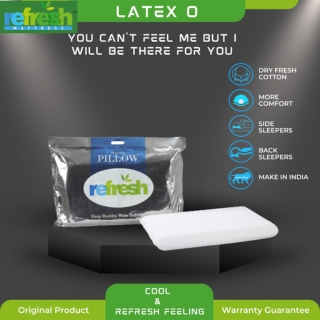 refresh
MATTRESS
LATEX O
YOU CAN'T FEEL ME BUT I
WILL BE THERE FOR YOU
DRY FRESH
COTTON
MORE
COMFORT
SIDE
SLEEPERS
BACK
SLEEPERS
MAKE IN INDIA
PILLOW
refresh
Original Product
COOL
&
REFRESH FEELING
Warranty Guarantee